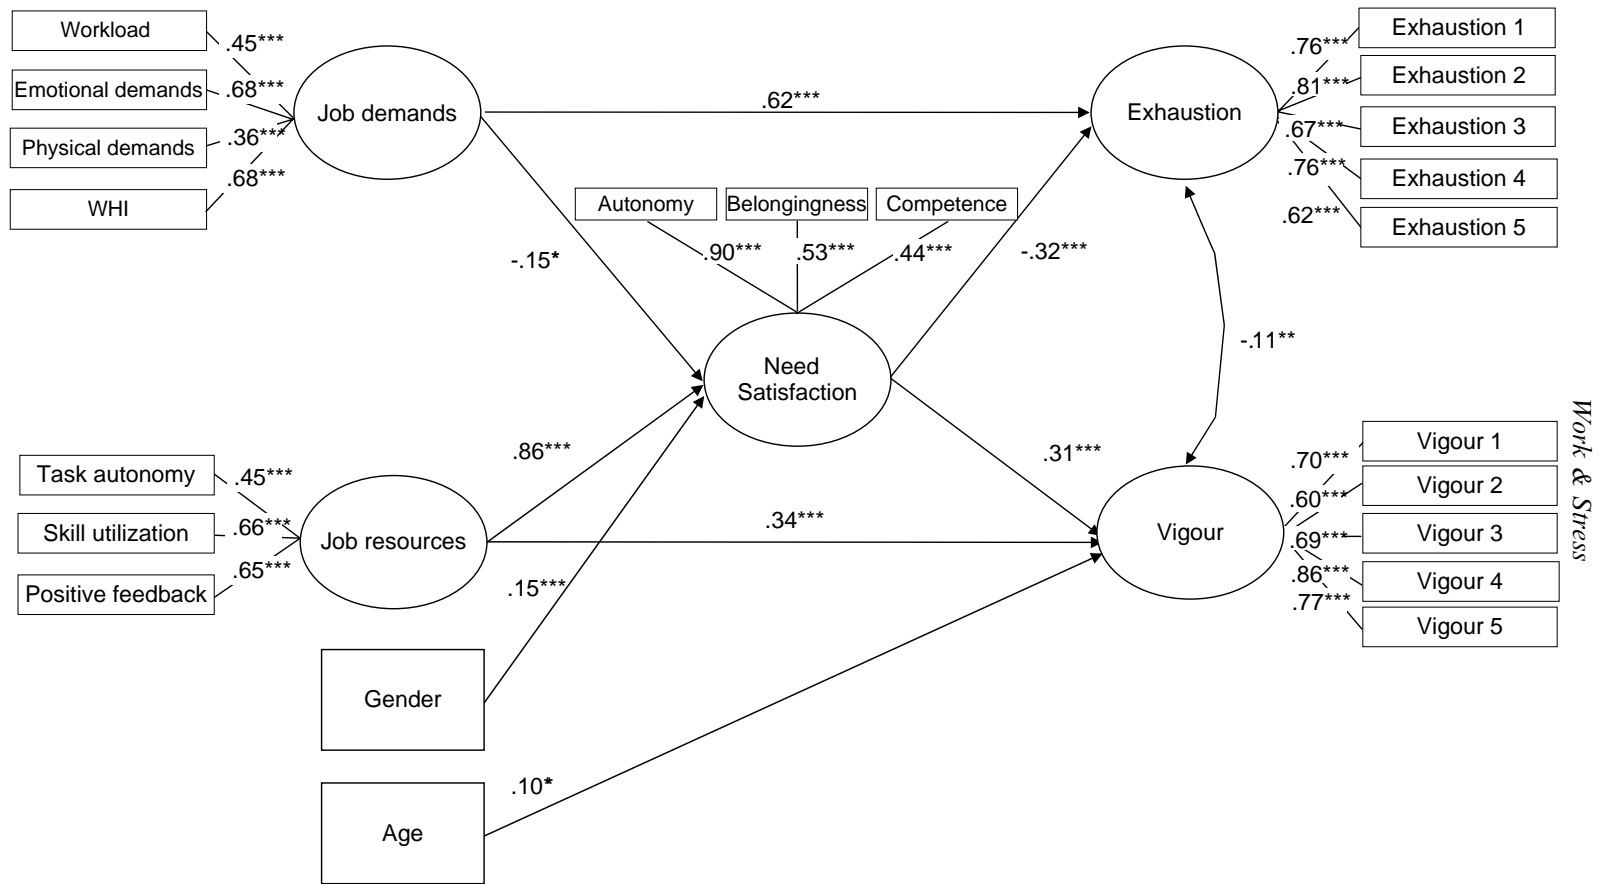 Workload
.45***
Emotional demands
.68***
Physical demands
.36***
WHI
.68***
Job demands
.62***
Exhaustion
.76***
Exhaustion 1
.81***
Exhaustion 2
.67***
Exhaustion 3
.76***
Exhaustion 4
.62***
Exhaustion 5
Autonomy
Belongingness
Competence
.90***
.53***
.44***
-.15*
-.32***
-.11**
Need
Satisfaction
.86***
.31***
Task autonomy
.45***
Skill utilization
.66***
Positive feedback
.65***
Job resources
.34***
Vigour
.70***
Vigour 1
.60***
Vigour 2
.69***
Vigour 3
.86***
Vigour 4
.77***
Vigour 5
Work & Stress
.15***
Gender
.10*
Age